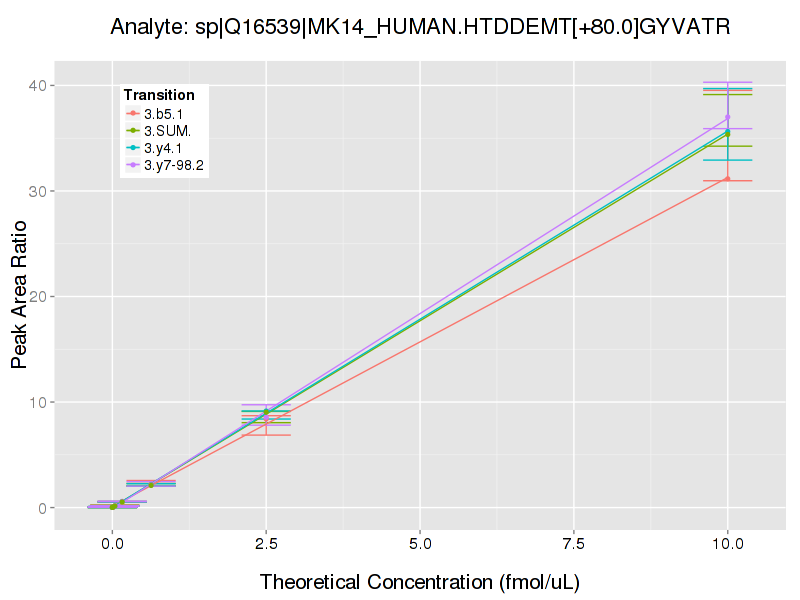 Analyte: sp|Q16539|MK14_HUMAN.HTDDEMT[+80.0]GYVATR
Transition
3.b5.1
3.SUM.
3.y4.1
3.y7-98.2
Peak Area Ratio
40
30
20
10
0
0.0 2.5 5.0 7.5 10.0
Theoretical Concentration (fmol/uL)